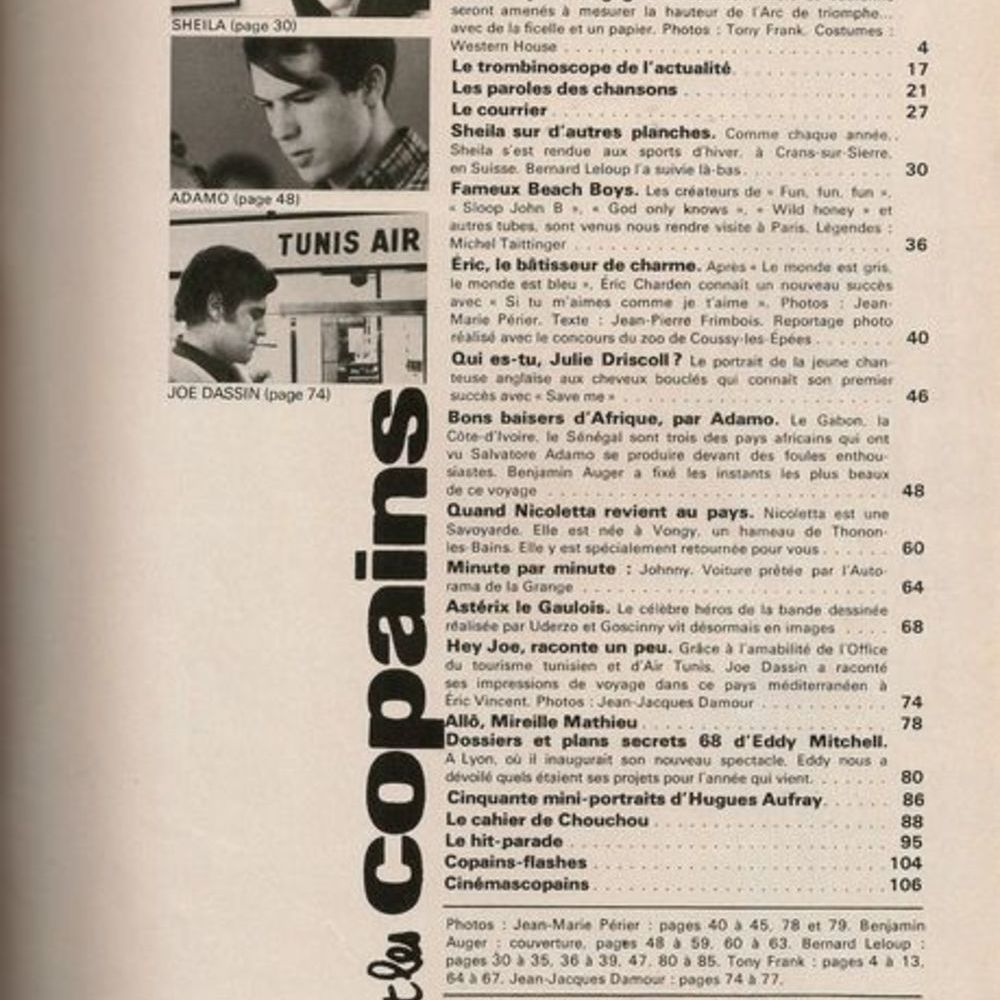 SHEILA (page 30)
ADAMO (page 48)
TUNIS AIR
JOE DASSIN (page 74)
les copains
seront amenés à mesurer la hauteur de l'Arc de triomphe...
avec de la ficelle et un papier. Photos : Tony Frank. Costumes :
Western House . . . 4
Le trombinoscope de l'actualité. . . . 17
Les paroles des chansons . . . 21
Le courrier . . . 27
Sheila sur d'autres planches. Comme chaque année,
Sheila s'est rendue aux sports d'hiver, à Crans-sur-Sierre,
en Suisse. Bernard Leloup l'a suivie là-bas . . . 30
Fameux Beach Boys. Les créateurs de « Fun, fun, fun »,
« Sloop John B », « God only knows », « Wild honey » et
autres tubes, sont venus nous rendre visite à Paris. Légendes :
Michel Taittinger . . . 36
Éric, le bâtisseur de charme. Après « Le monde est gris,
le monde est bleu », Éric Charden connaît un nouveau succès
avec « Si tu m'aimes comme je t'aime ». Photos : Jean-
Marie Périer. Texte : Jean-Pierre Frimbois. Reportage photo
réalisé avec le concours du zoo de Coussy-les-Épées . . . 40
Qui es-tu, Julie Driscoll ? Le portrait de la jeune chan-
teuse anglaise aux cheveux bouclés qui connaît son premier
succès avec « Save me » . . . 46
Bons baisers d'Afrique, par Adamo. Le Gabon, la
Côte-d'Ivoire, le Sénégal sont trois des pays africains qui ont
vu Salvatore Adamo se produire devant des foules enthou-
siastes. Benjamin Auger a fixé les instants les plus beaux
de ce voyage . . . 48
Quand Nicoletta revient au pays. Nicoletta est une
Savoyarde. Elle est née à Vongy, un hameau de Thonon-
les-Bains. Elle y est spécialement retournée pour vous . . . 60
Minute par minute : Johnny. Voiture prêtée par l'Auto-
rama de la Grange . . . 64
Astérix le Gaulois. Le célèbre héros de la bande dessinée
réalisée par Uderzo et Goscinny vit désormais en images . . . 68
Hey Joe, raconte un peu. Grâce à l'amabilité de l'Office
du tourisme tunisien et d'Air Tunis, Joe Dassin a raconté
ses impressions de voyage dans ce pays méditerranéen à
Éric Vincent. Photos : Jean-Jacques Damour . . . 74
Allô, Mireille Mathieu . . . 78
Dossiers et plans secrets 68 d'Eddy Mitchell.
A Lyon, où il inaugurait son nouveau spectacle, Eddy nous a
dévoilé quels étaient ses projets pour l'année qui vient. . . . 80
Cinquante mini-portraits d'Hugues Aufray. . . . 86
Le cahier de Chouchou . . . 88
Le hit-parade . . . 95
Copains-flashes . . . 104
Cinémascopains . . . 106
Photos : Jean-Marie Périer : pages 40 à 45, 78 et 79. Benjamin
Auger : couverture, pages 48 à 59, 60 à 63. Bernard Leloup :
pages 30 à 35, 36 à 39, 47, 80 à 85. Tony Frank : pages 4 à 13,
64 à 67. Jean-Jacques Damour : pages 74 à 77.